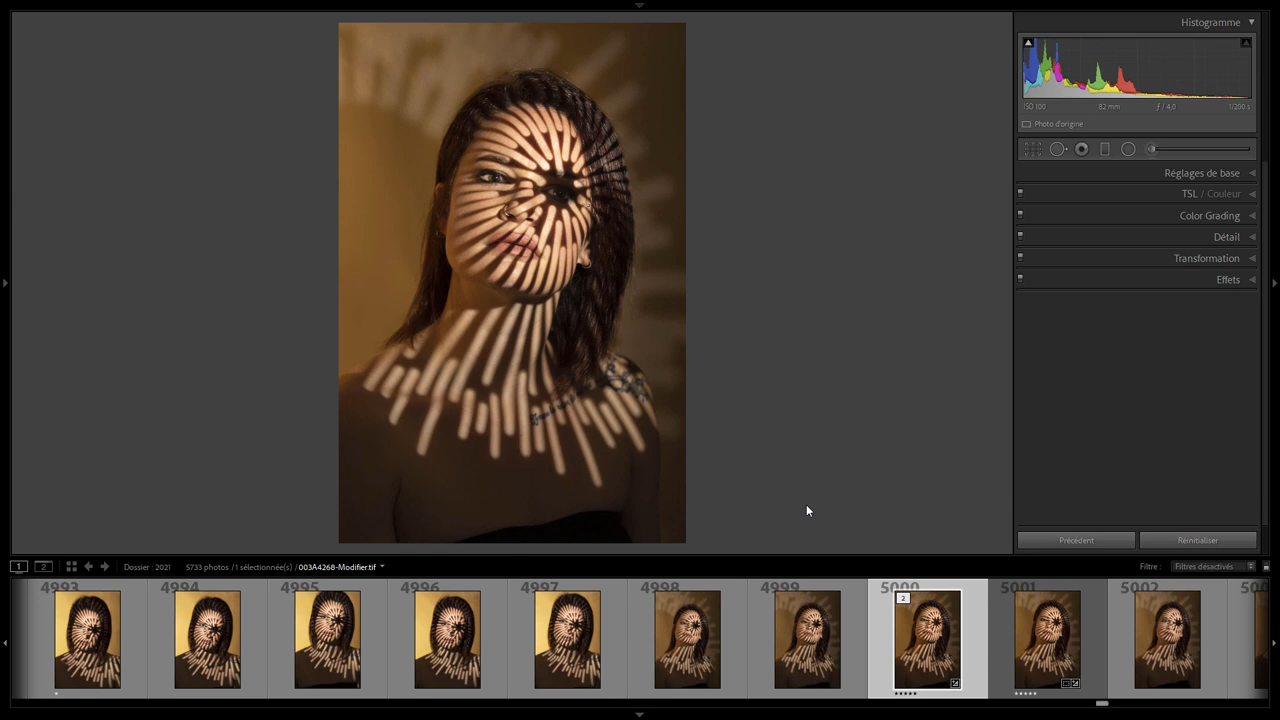 Histogramme
ISO 100 82 mm ƒ / 4,0 1/200 s
Photo d'origine
Réglages de base
TSL / Couleur
Color Grading
Détail
Transformation
Effets
Précédent Réinitialiser
1 2 Dossier : 2021 5733 photos / 1 sélectionnée(s) / 003A4268-Modifier.tif Filtre : Filtres désactivés
4993 4994 4995 4996 4997 4998 4999 5000 5001 5002
2